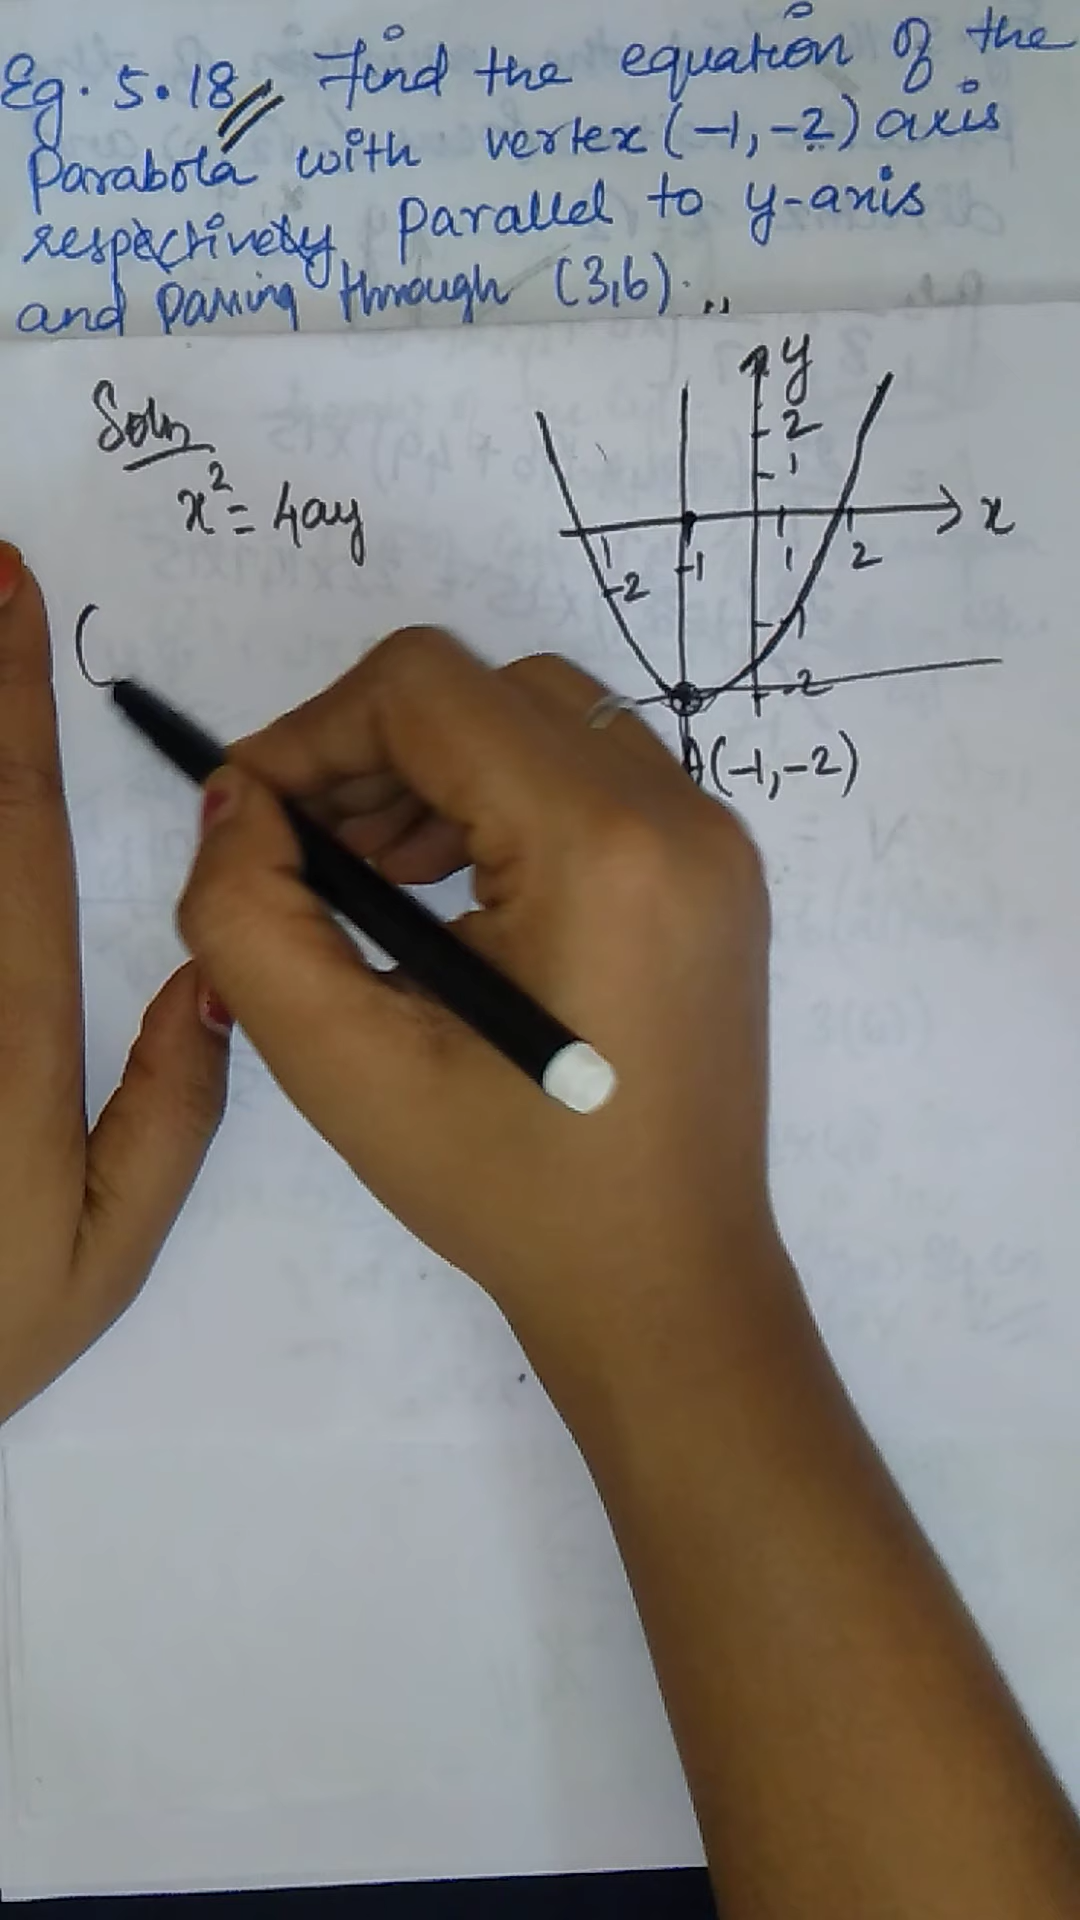 Eg. 5.18 Find the equation of the
Parabola with vertex (-1,-2) axis
respectively Parallel to y-axis
and Passing through (3,6).
Soln
x² = 4ay
(
y
2
1
x
-2
-1
1
2
-1
-2
A(-1,-2)